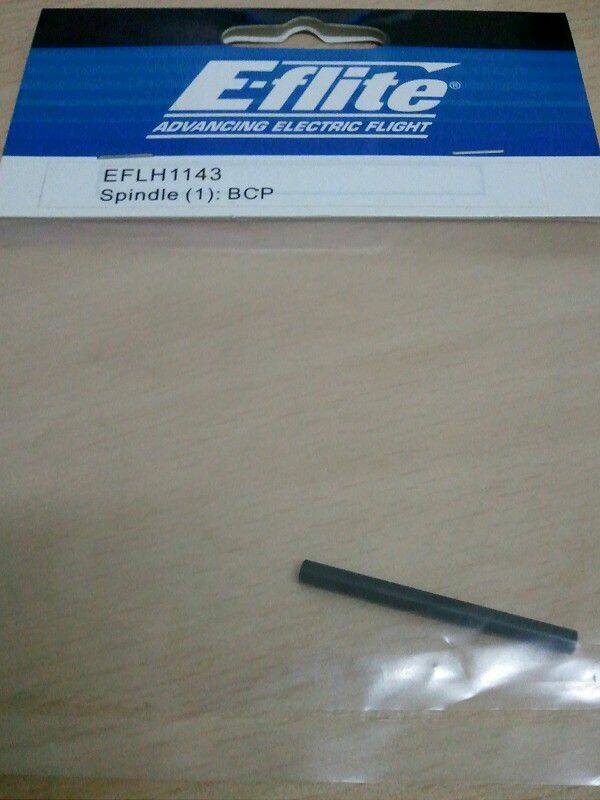 E-flite®
ADVANCING ELECTRIC FLIGHT
EFLH1143
Spindle (1): BCP